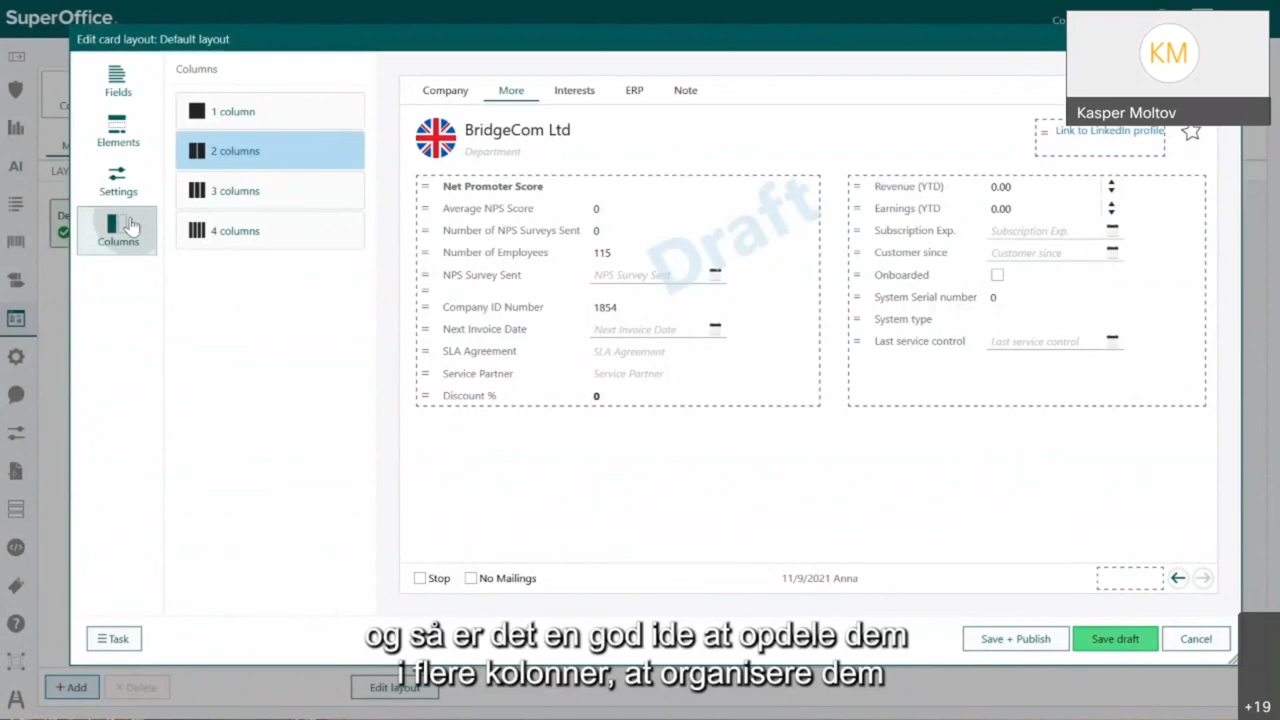 SuperOffice
Edit card layout: Default layout
KM
Kasper Moltov
Fields
Elements
Settings
Columns
AI
Columns
1 column
2 columns
3 columns
4 columns
Company More Interests ERP Note
BridgeCom Ltd
Department
Link to LinkedIn profile
Net Promoter Score
Average NPS Score 0
Number of NPS Surveys Sent 0
Number of Employees 115
NPS Survey Sent NPS Survey Sent
Company ID Number 1854
Next Invoice Date Next Invoice Date
SLA Agreement SLA Agreement
Service Partner Service Partner
Discount % 0
Revenue (YTD) 0.00
Earnings (YTD 0.00
Subscription Exp. Subscription Exp.
Customer since Customer since
Onboarded
System Serial number 0
System type
Last service control Last service control
Draft
Stop No Mailings 11/9/2021 Anna
Task Save + Publish Save draft Cancel
og så er det en god ide at opdele dem
i flere kolonner, at organisere dem
+ Add × Delete Edit layout
+19